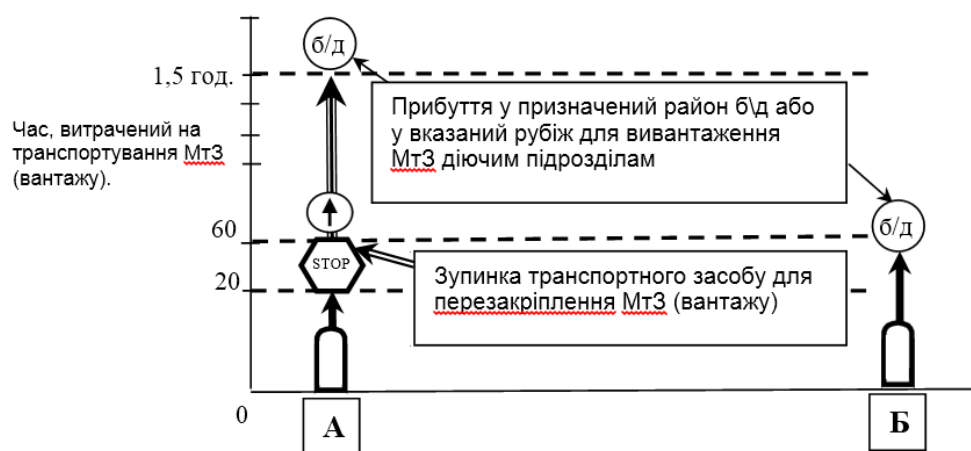 б/д
1,5 год.
Прибуття у призначений район б\д або
у вказаний рубіж для вивантаження
МтЗ діючим підрозділам
Час, витрачений на
транспортування МтЗ
(вантажу).
60
б/д
STOP
Зупинка транспортного засобу для
перезакріплення МтЗ (вантажу)
20
0
А
Б